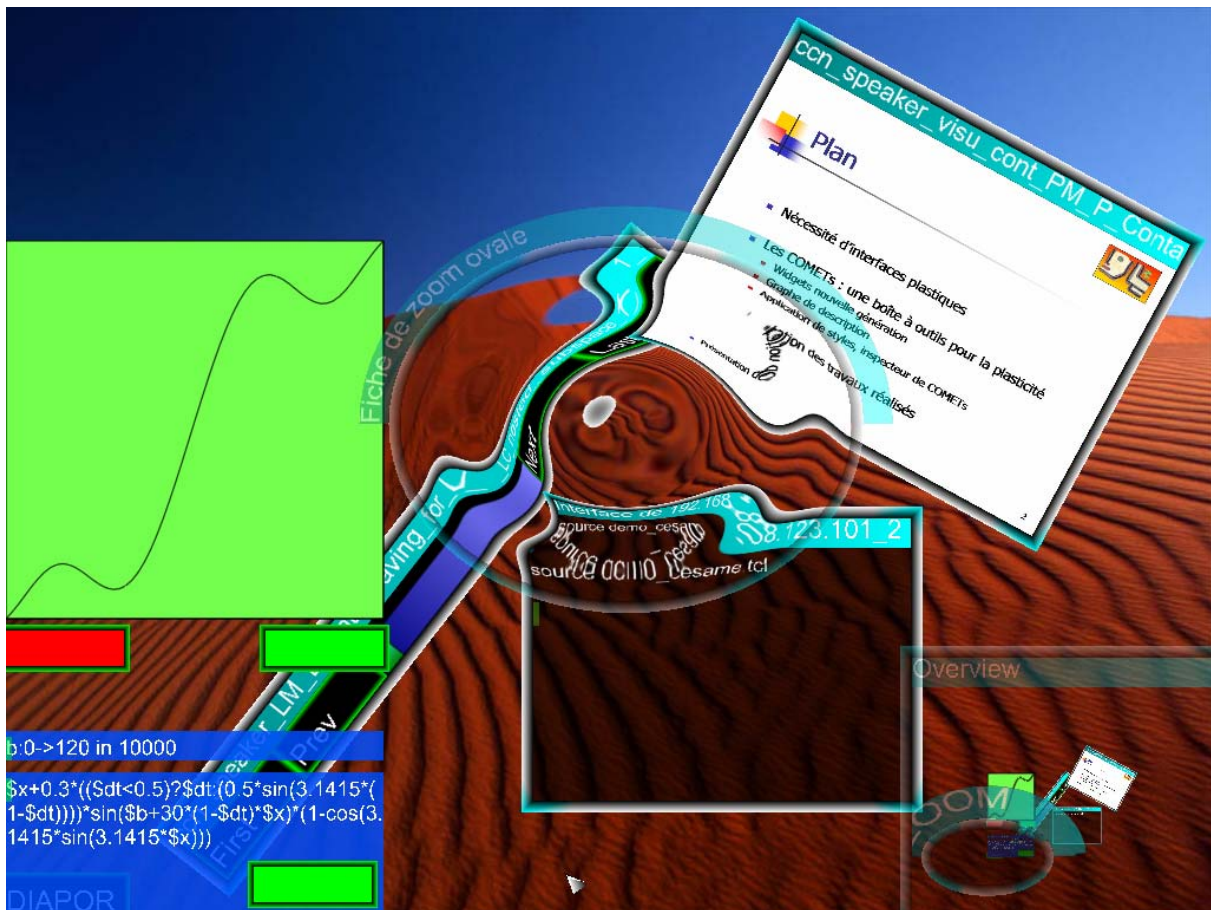 ccn_speaker_visu_cont_PM_P_Conta
Plan
Nécessité d'interfaces plastiques
Les COMETs : une boîte à outils pour la plasticité
Widgets nouvelle génération
Graphe de description
Application de styles, inspecteur de COMETs
Présentation
des travaux réalisés
2
Fiche de zoom ovale
Next
Prev
First
Interface de 192.168
8.123.101_2
source demo_cesa
source
cesame.tcl
Overview
ZOOM
b:0->120 in 10000
$x+0.3*(($dt<0.5)?$dt:(0.5*sin(3.1415*(
1-$dt))))*sin($b+30*(1-$dt)*$x)*(1-cos(3.
1415*sin(3.1415*$x)))
DIAPOR